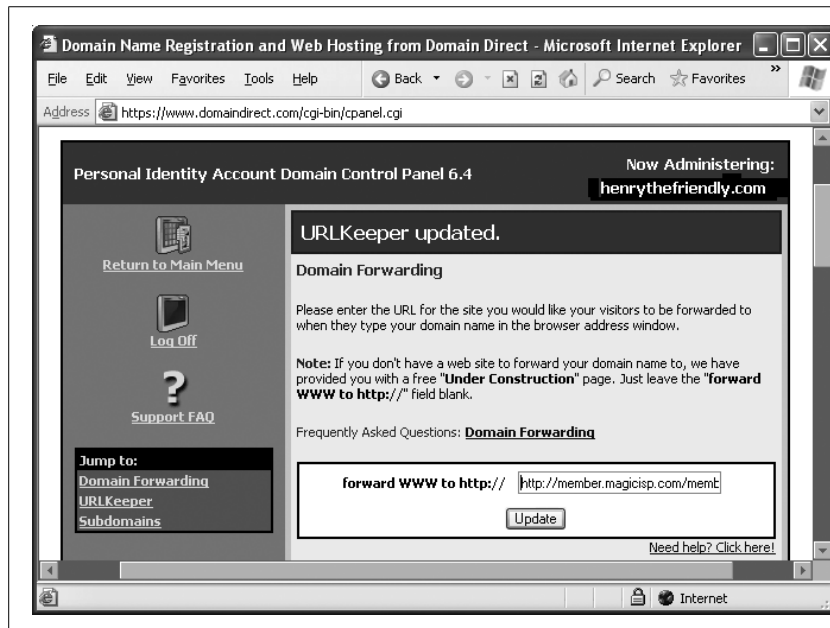 Domain Name Registration and Web Hosting from Domain Direct - Microsoft Internet Explorer
File Edit View Favorites Tools Help Back Search Favorites »
Address https://www.domaindirect.com/cgi-bin/cpanel.cgi
Personal Identity Account Domain Control Panel 6.4
Now Administering:
henrythefriendly.com
Return to Main Menu
Log Off
?
Support FAQ
Jump to:
Domain Forwarding
URLKeeper
Subdomains
URLKeeper updated.
Domain Forwarding
Please enter the URL for the site you would like your visitors to be forwarded to
when they type your domain name in the browser address window.
Note: If you don't have a web site to forward your domain name to, we have
provided you with a free "Under Construction" page. Just leave the "forward
WWW to http://" field blank.
Frequently Asked Questions: Domain Forwarding
forward WWW to http:// http://member.magicisp.com/memb
Update
Need help? Click here!
Internet